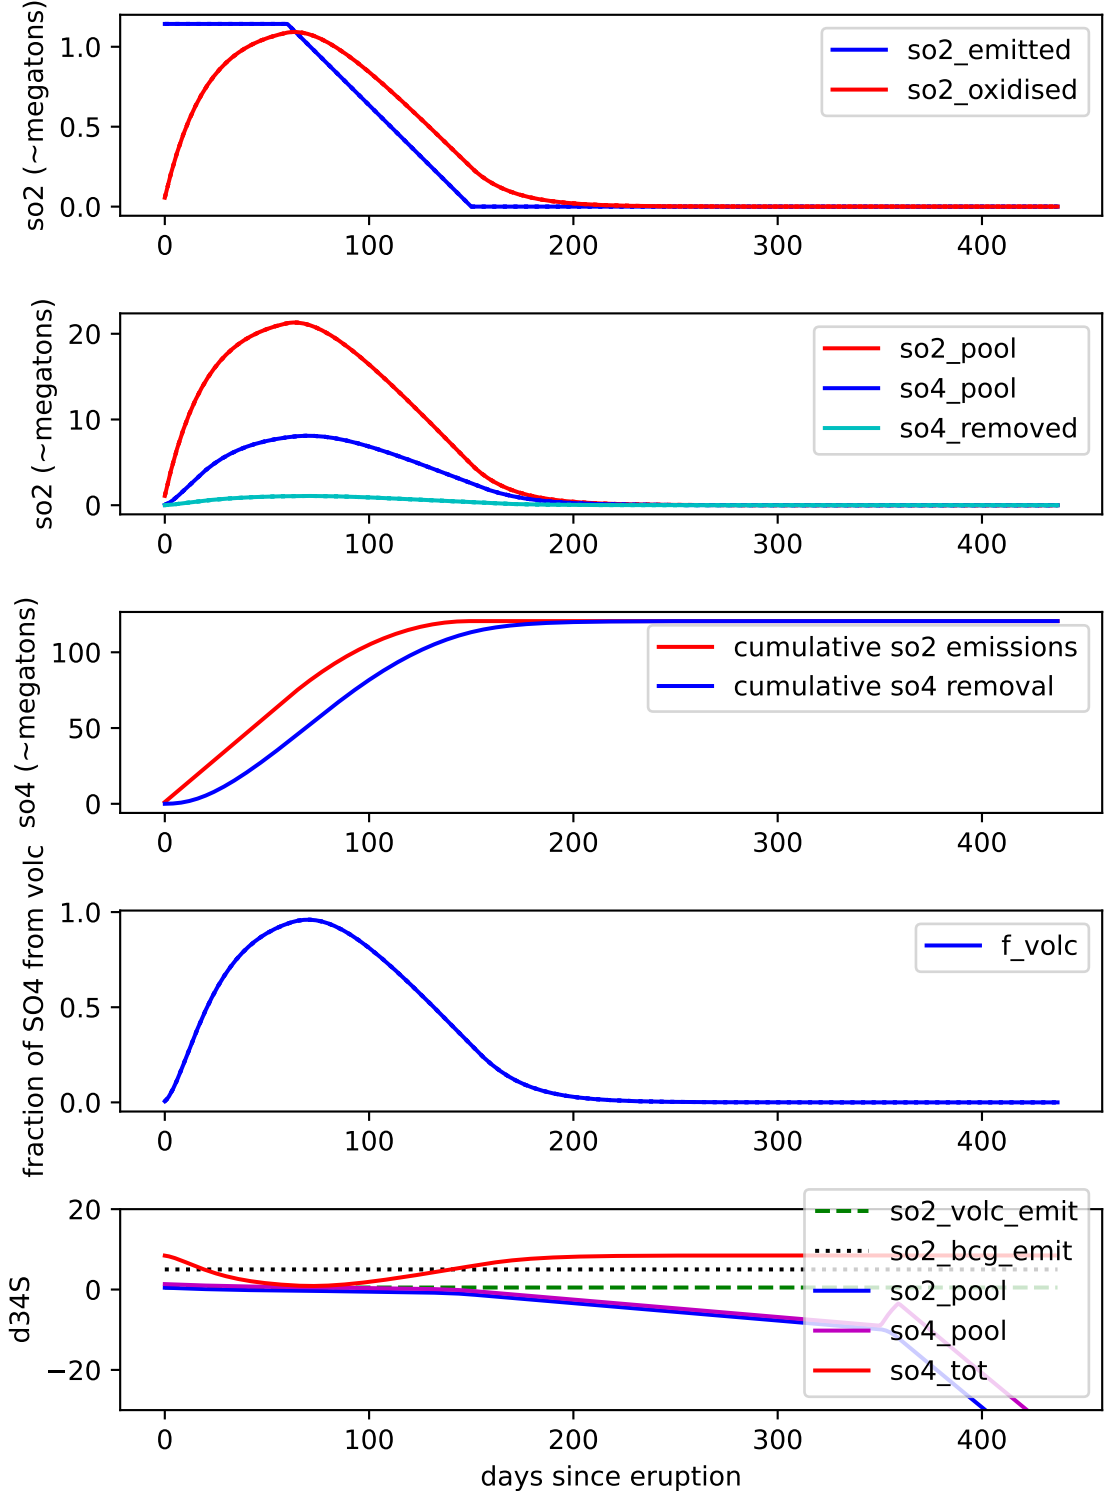 so2 (~megatons)
1.0
0.5
0.0
so2_emitted
so2_oxidised
0 100 200 300 400
so2 (~megatons)
20
10
0
so2_pool
so4_pool
so4_removed
0 100 200 300 400
so4 (~megatons)
100
50
0
cumulative so2 emissions
cumulative so4 removal
0 100 200 300 400
fraction of SO4 from volc
1.0
0.5
0.0
f_volc
0 100 200 300 400
d34S
20
0
−20
so2_volc_emit
so2_bcg_emit
so2_pool
so4_pool
so4_tot
0 100 200 300 400
days since eruption